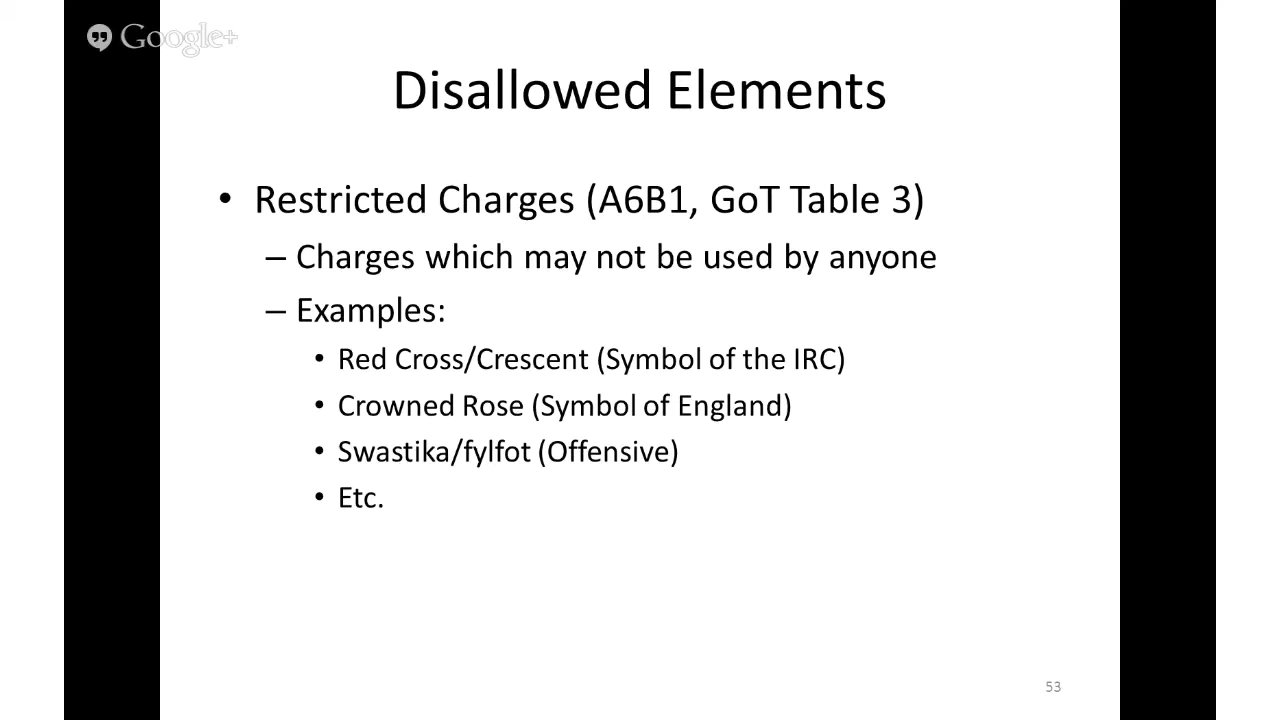 Google+
Disallowed Elements
• Restricted Charges (A6B1, GoT Table 3)
– Charges which may not be used by anyone
– Examples:
• Red Cross/Crescent (Symbol of the IRC)
• Crowned Rose (Symbol of England)
• Swastika/fylfot (Offensive)
• Etc.
53